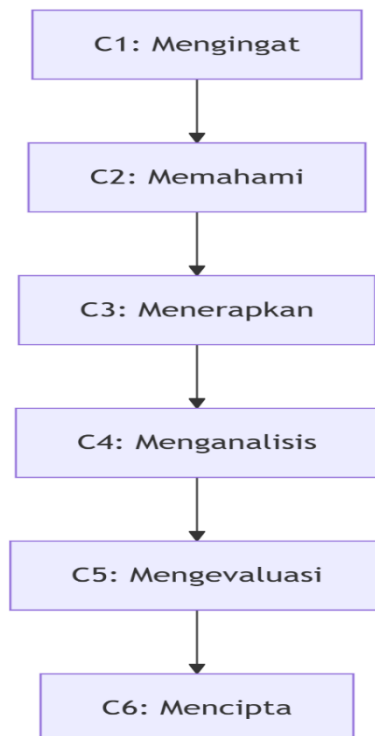 C1: Mengingat
C2: Memahami
C3: Menerapkan
C4: Menganalisis
C5: Mengevaluasi
C6: Mencipta